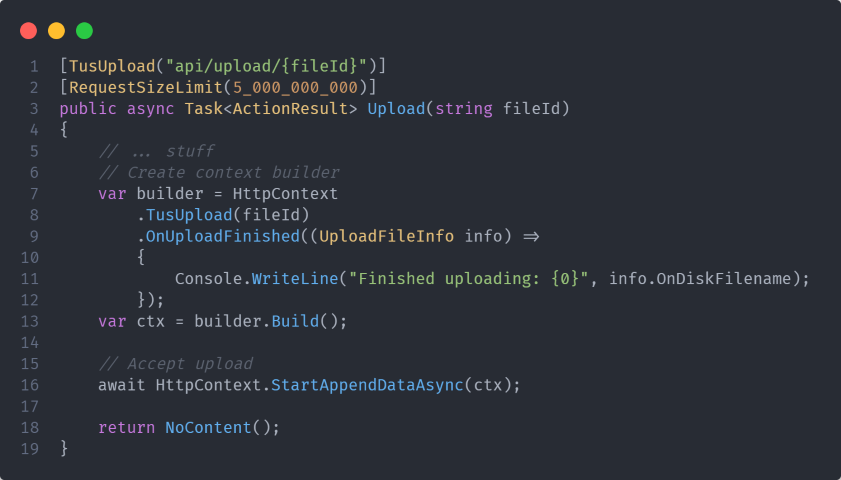 1 [TusUpload("api/upload/{fileId}")]
2 [RequestSizeLimit(5_000_000_000)]
3 public async Task<ActionResult> Upload(string fileId)
4 {
5     // ... stuff
6     // Create context builder
7     var builder = HttpContext
8         .TusUpload(fileId)
9         .OnUploadFinished((UploadFileInfo info) =>
10         {
11             Console.WriteLine("Finished uploading: {0}", info.OnDiskFilename);
12         });
13     var ctx = builder.Build();
14
15     // Accept upload
16     await HttpContext.StartAppendDataAsync(ctx);
17
18     return NoContent();
19 }